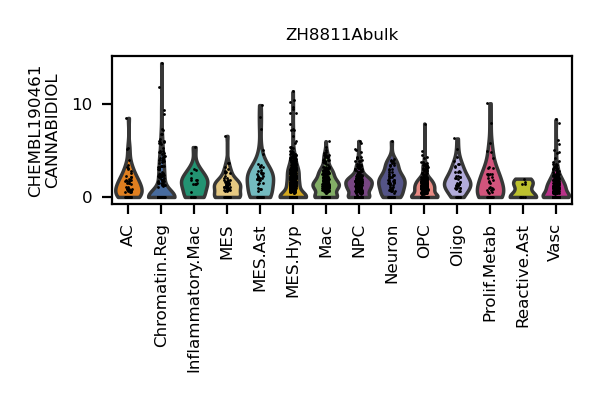 ZH8811Abulk
CHEMBL190461
CANNABIDIOL
10
0
AC
Chromatin.Reg
Inflammatory.Mac
MES
MES.Ast
MES.Hyp
Mac
NPC
Neuron
OPC
Oligo
Prolif.Metab
Reactive.Ast
Vasc